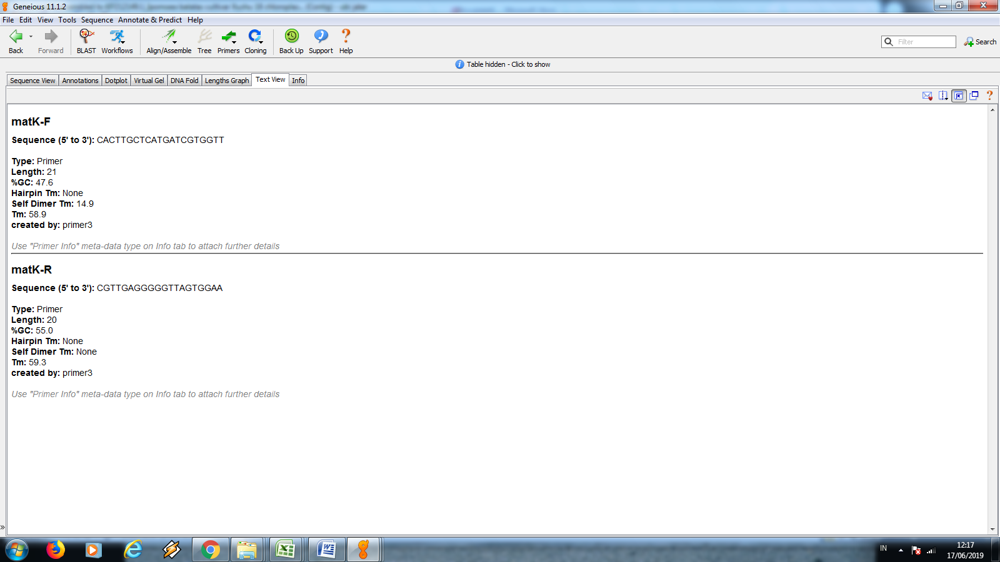 Geneious 11.1.2
File Edit View Tools Sequence Annotate & Predict Help
Back Forward BLAST Workflows Align/Assemble Tree Primers Cloning Back Up Support Help Filter Search
Table hidden - Click to show
Sequence View Annotations Dotplot Virtual Gel DNA Fold Lengths Graph Text View Info
matK-F
Sequence (5' to 3'): CACTTGCTCATGATCGTGGTT
Type: Primer
Length: 21
%GC: 47.6
Hairpin Tm: None
Self Dimer Tm: 14.9
Tm: 58.9
created by: primer3
Use "Primer Info" meta-data type on Info tab to attach further details
matK-R
Sequence (5' to 3'): CGTTGAGGGGGTTAGTGGAA
Type: Primer
Length: 20
%GC: 55.0
Hairpin Tm: None
Self Dimer Tm: None
Tm: 59.3
created by: primer3
Use "Primer Info" meta-data type on Info tab to attach further details
IN
12:17
17/06/2019